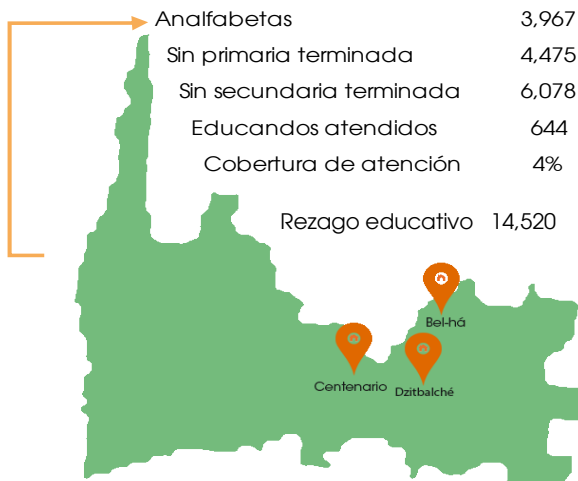 Analfabetas 3,967
Sin primaria terminada 4,475
Sin secundaria terminada 6,078
Educandos atendidos 644
Cobertura de atención 4%
Rezago educativo 14,520
Bel-há
Centenario
Dzitbalché